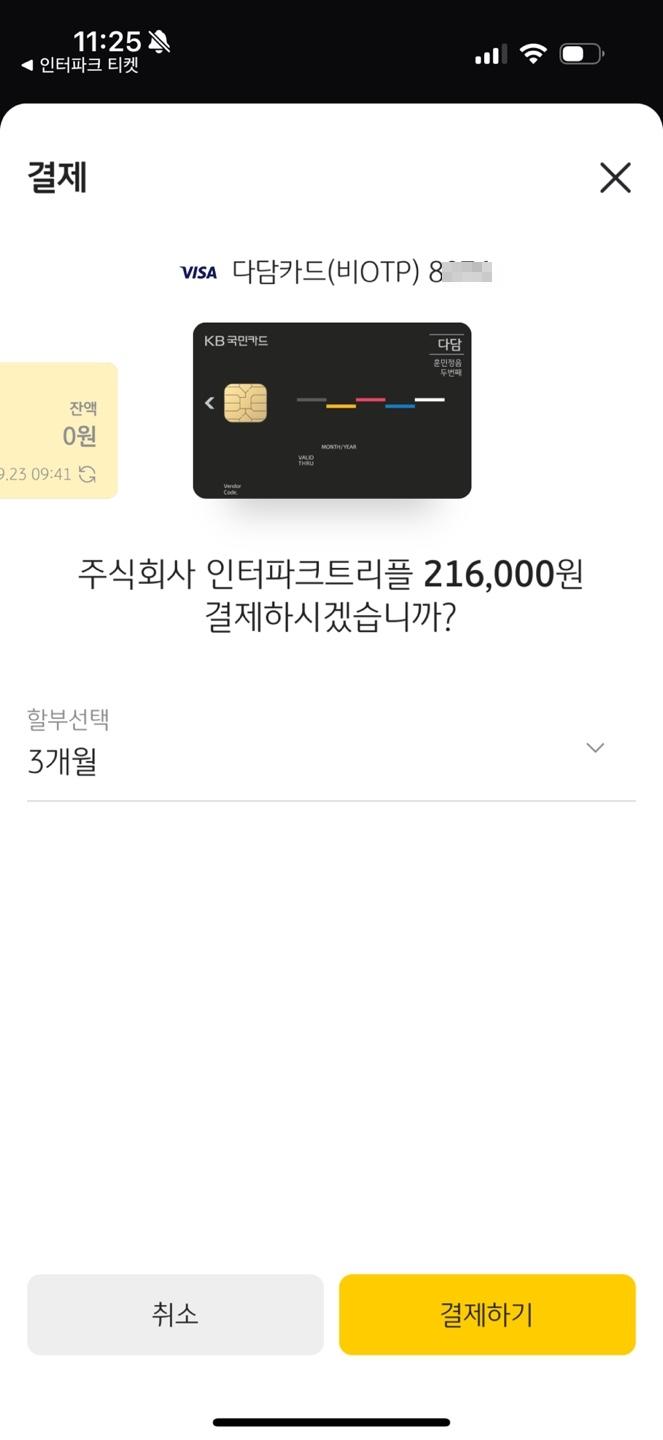 11:25
◀ 인터파크 티켓
결제
VISA 다담카드(비OTP) 8
KB 국민카드
다담
훈민정음
두번째
MONTH/YEAR
VALID
THRU
Vendor
Code.
잔액
0원
9.23 09:41
주식회사 인터파크트리플 216,000원
결제하시겠습니까?
할부선택
3개월
취소
결제하기